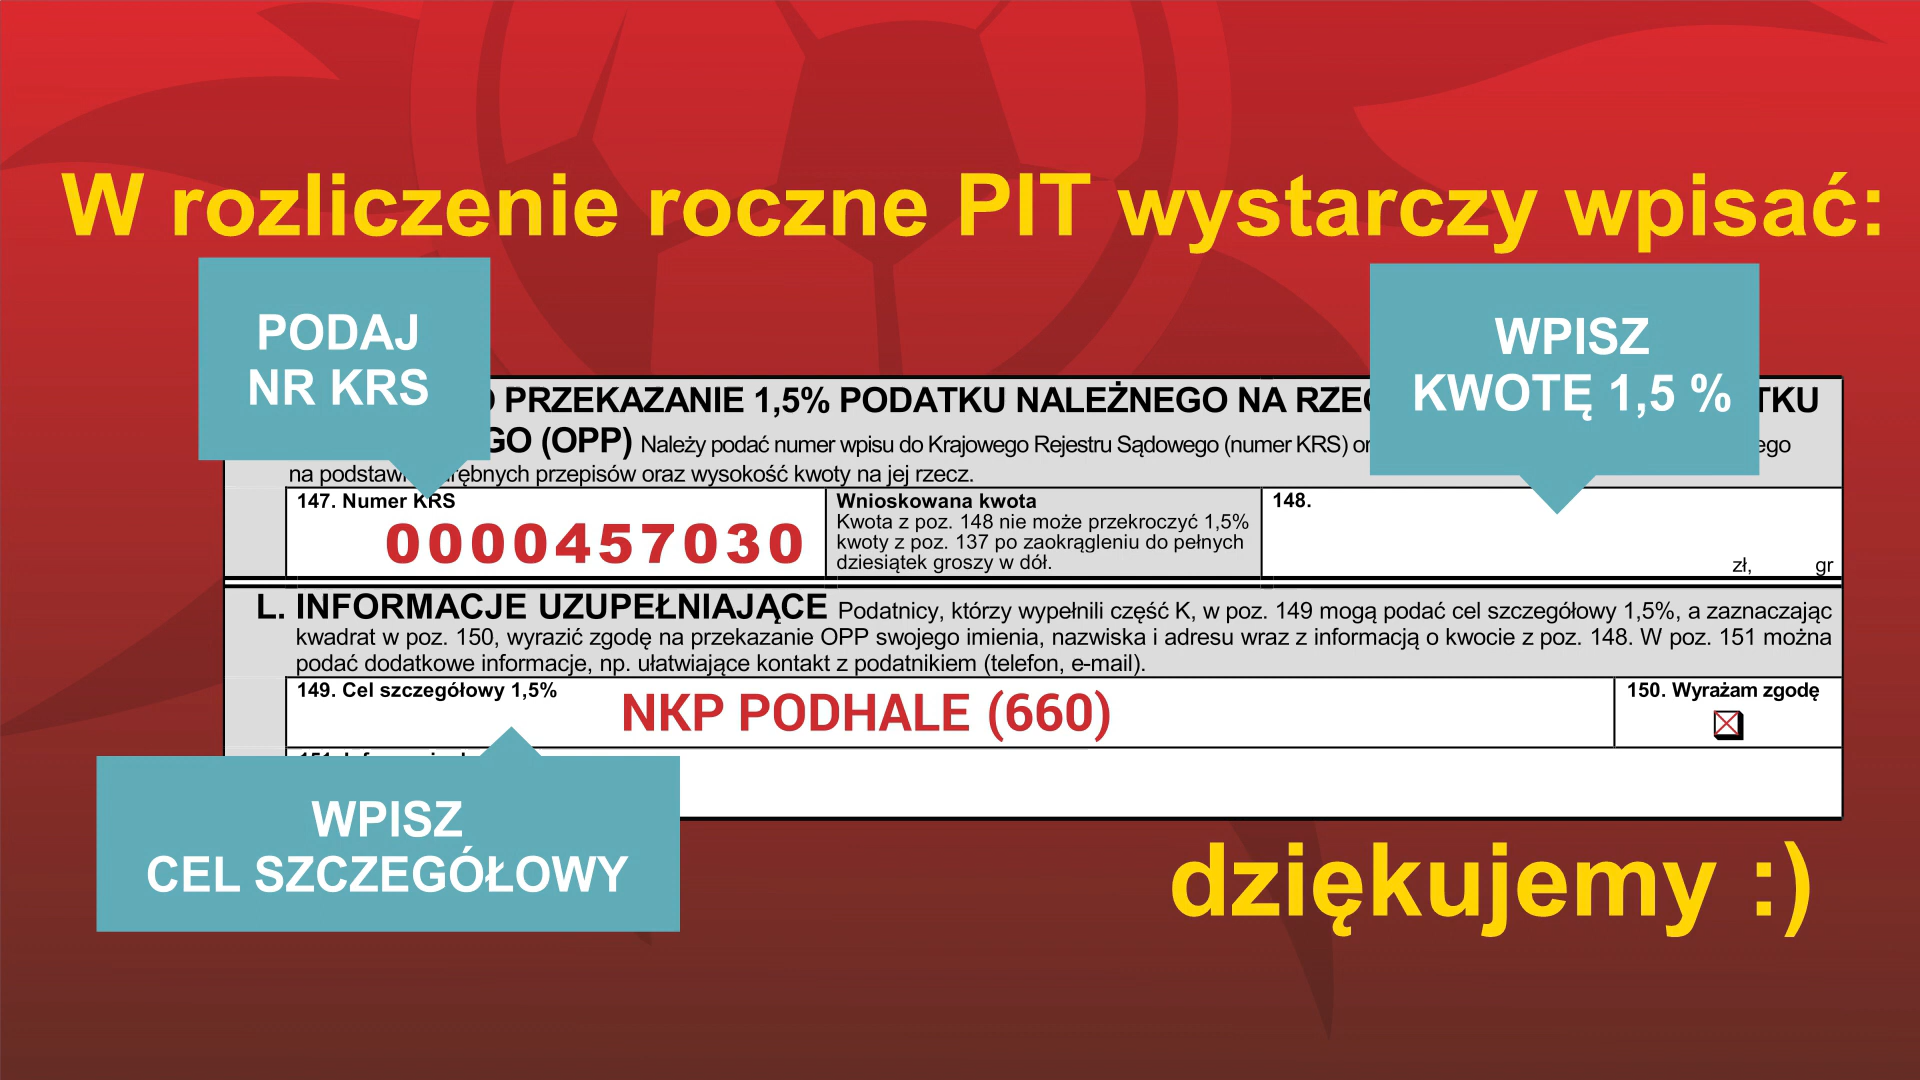 W rozliczenie roczne PIT wystarczy wpisać:
PODAJ
NR KRS
WPISZ
KWOTĘ 1,5 %
PRZEKAZANIE 1,5% PODATKU NALEŻNEGO NA
(OPP) Należy podać numer wpisu do Krajowego Rejestru Sądowego (numer KRS)
na przepisów oraz wysokość kwoty na jej rzecz.
147. Numer KRS
0000457030
Wnioskowana kwota
Kwota z poz. 148 nie może przekroczyć 1,5%
kwoty z poz. 137 po zaokrągleniu do pełnych
dziesiątek groszy w dół.
148.
zł, gr
L. INFORMACJE UZUPEŁNIAJĄCE Podatnicy, którzy wypełnili część K, w poz. 149 mogą podać cel szczegółowy 1,5%, a zaznaczając
kwadrat w poz. 150, wyrazić zgodę na przekazanie OPP swojego imienia, nazwiska i adresu wraz z informacją o kwocie z poz. 148. W poz. 151 można
podać dodatkowe informacje, np. ułatwiające kontakt z podatnikiem (telefon, e-mail).
149. Cel szczegółowy 1,5%
NKP PODHALE (660)
150. Wyrażam zgodę
WPISZ
CEL SZCZEGÓŁOWY
dziękujemy :)